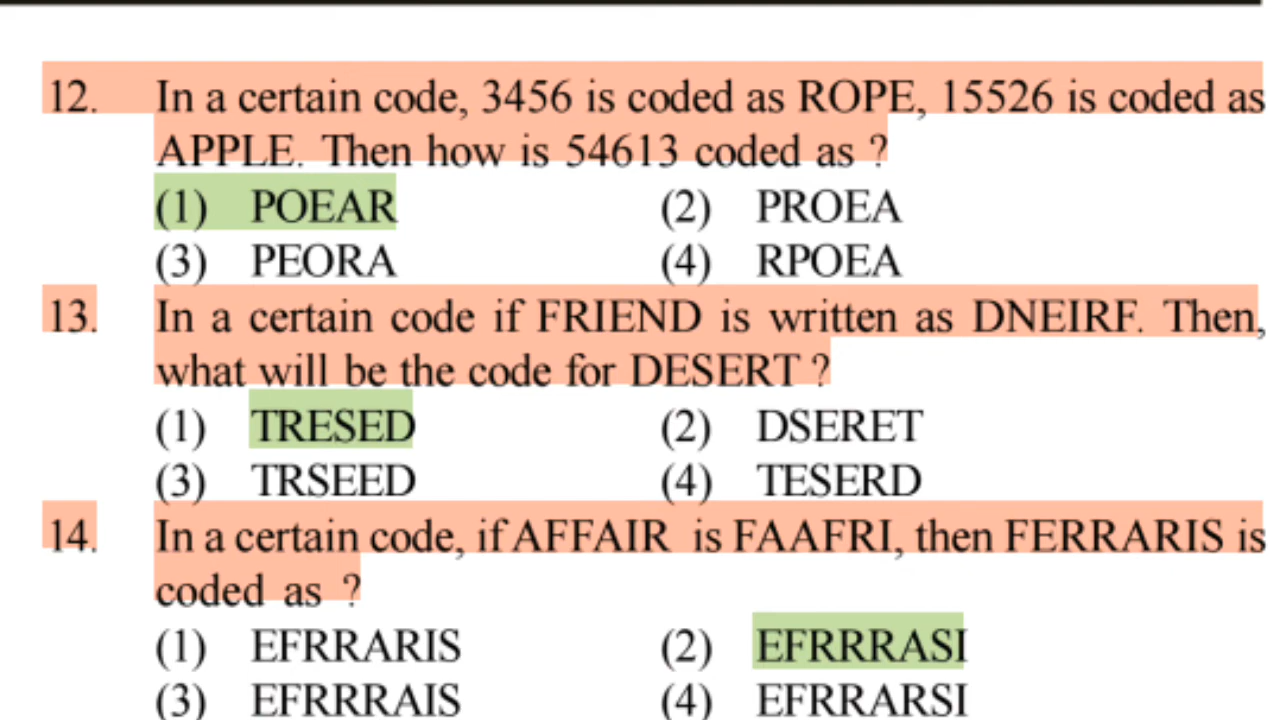 12. In a certain code, 3456 is coded as ROPE, 15526 is coded as
APPLE. Then how is 54613 coded as ?
(1) POEAR (2) PROEA
(3) PEORA (4) RPOEA
13. In a certain code if FRIEND is written as DNEIRF. Then,
what will be the code for DESERT ?
(1) TRESED (2) DSERET
(3) TRSEED (4) TESERD
14. In a certain code, if AFFAIR is FAAFRI, then FERRARIS is
coded as ?
(1) EFRRARIS (2) EFRRRASI
(3) EFRRRAIS (4) EFRRARSI